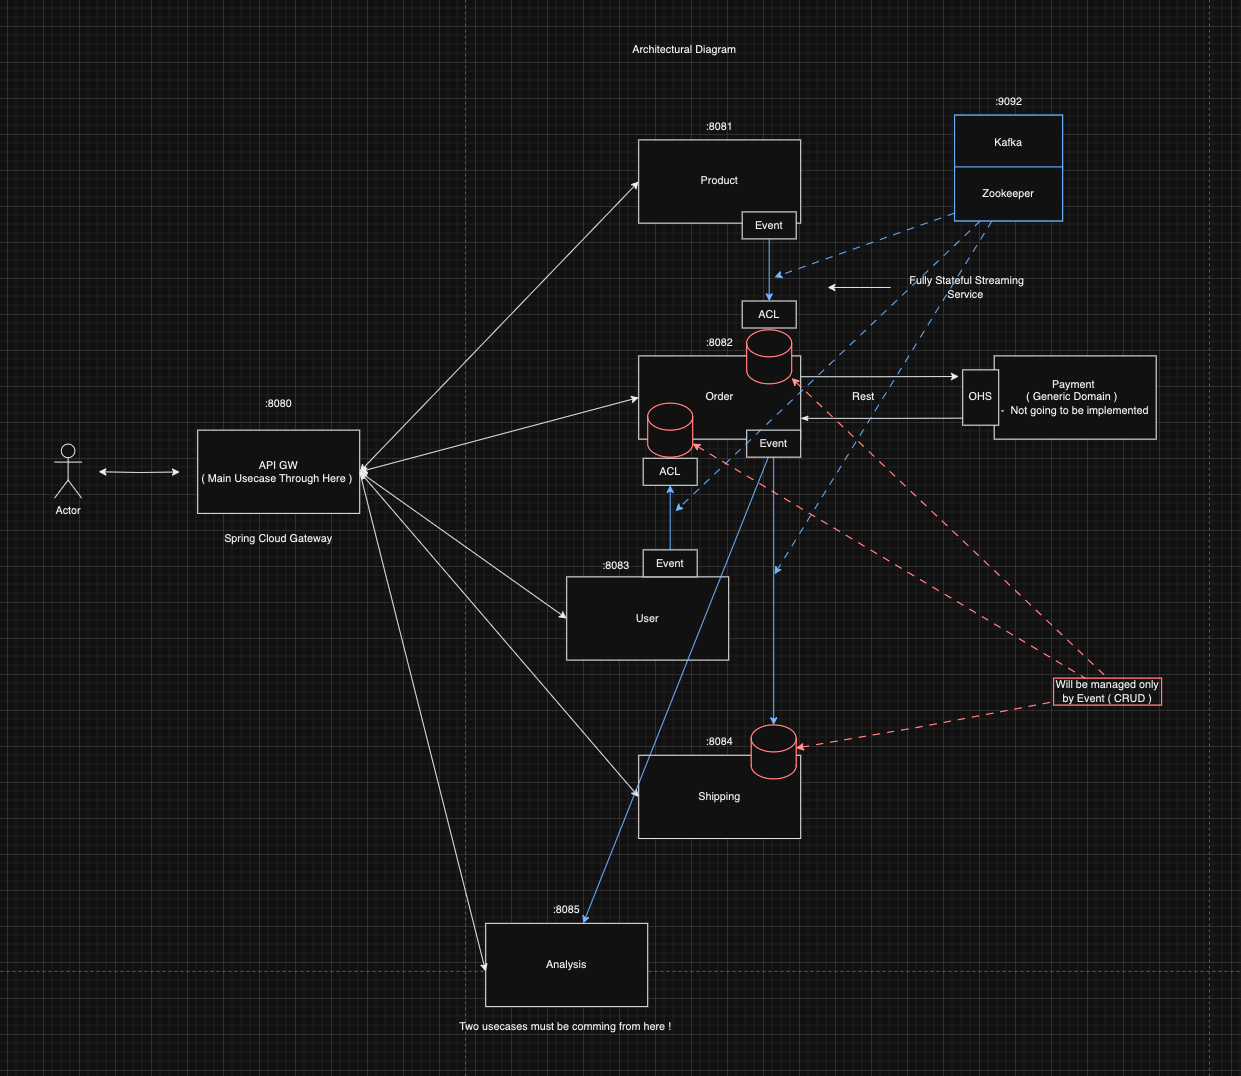 Architectural Diagram
:9092
Kafka
Zookeeper
:8081
Product
Event
Fully Stateful Streaming
Service
ACL
:8082
Order
Rest
OHS
Payment
( Generic Domain )
- Not going to be implemented
Event
ACL
:8080
API GW
( Main Usecase Through Here )
Spring Cloud Gateway
Actor
Event
:8083
User
Will be managed only
by Event ( CRUD )
:8084
Shipping
:8085
Analysis
Two usecases must be comming from here !